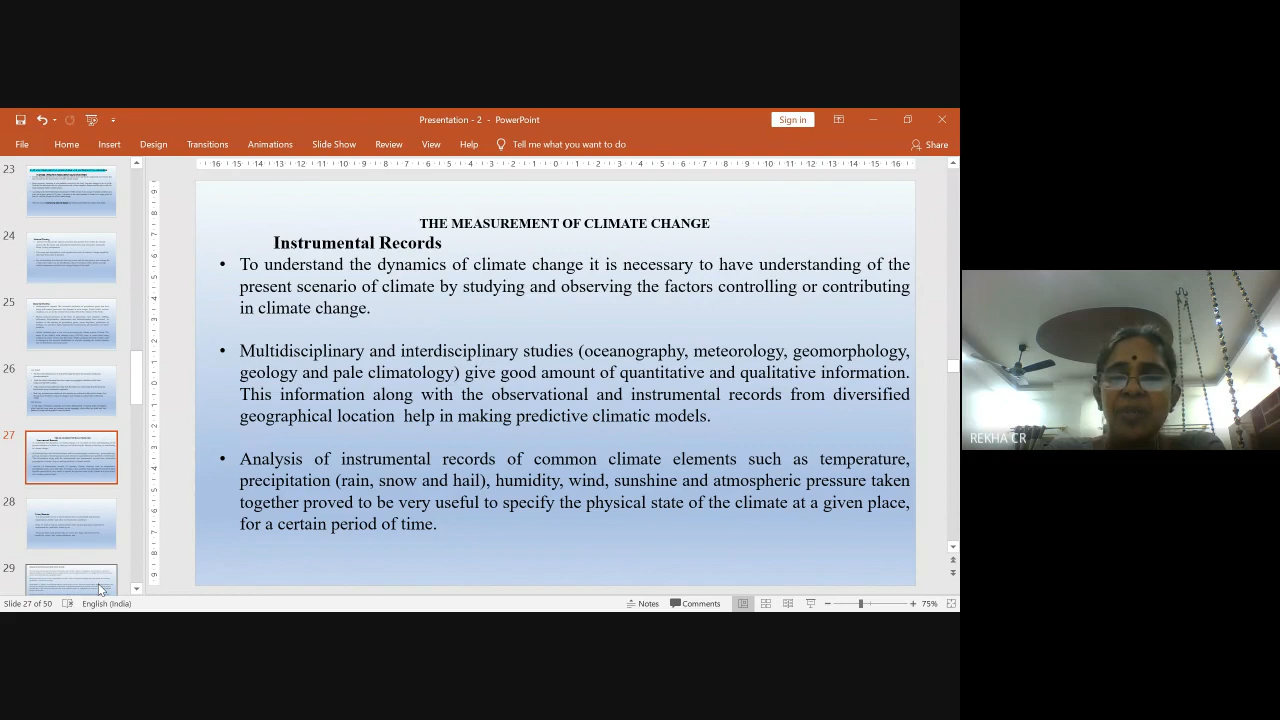 Presentation - 2 - PowerPoint
Sign in
File Home Insert Design Transitions Animations Slide Show Review View Help Tell me what you want to do Share
23
24
25
26
27
28
29
THE MEASUREMENT OF CLIMATE CHANGE
Instrumental Records
• To understand the dynamics of climate change it is necessary to have understanding of the
present scenario of climate by studying and observing the factors controlling or contributing
in climate change.
• Multidisciplinary and interdisciplinary studies (oceanography, meteorology, geomorphology,
geology and pale climatology) give good amount of quantitative and qualitative information.
This information along with the observational and instrumental records from diversified
geographical location help in making predictive climatic models.
• Analysis of instrumental records of common climate elements such as temperature,
precipitation (rain, snow and hail), humidity, wind, sunshine and atmospheric pressure taken
together proved to be very useful to specify the physical state of the climate at a given place,
for a certain period of time.
REKHA CR
Slide 27 of 50 English (India) Notes Comments 75%